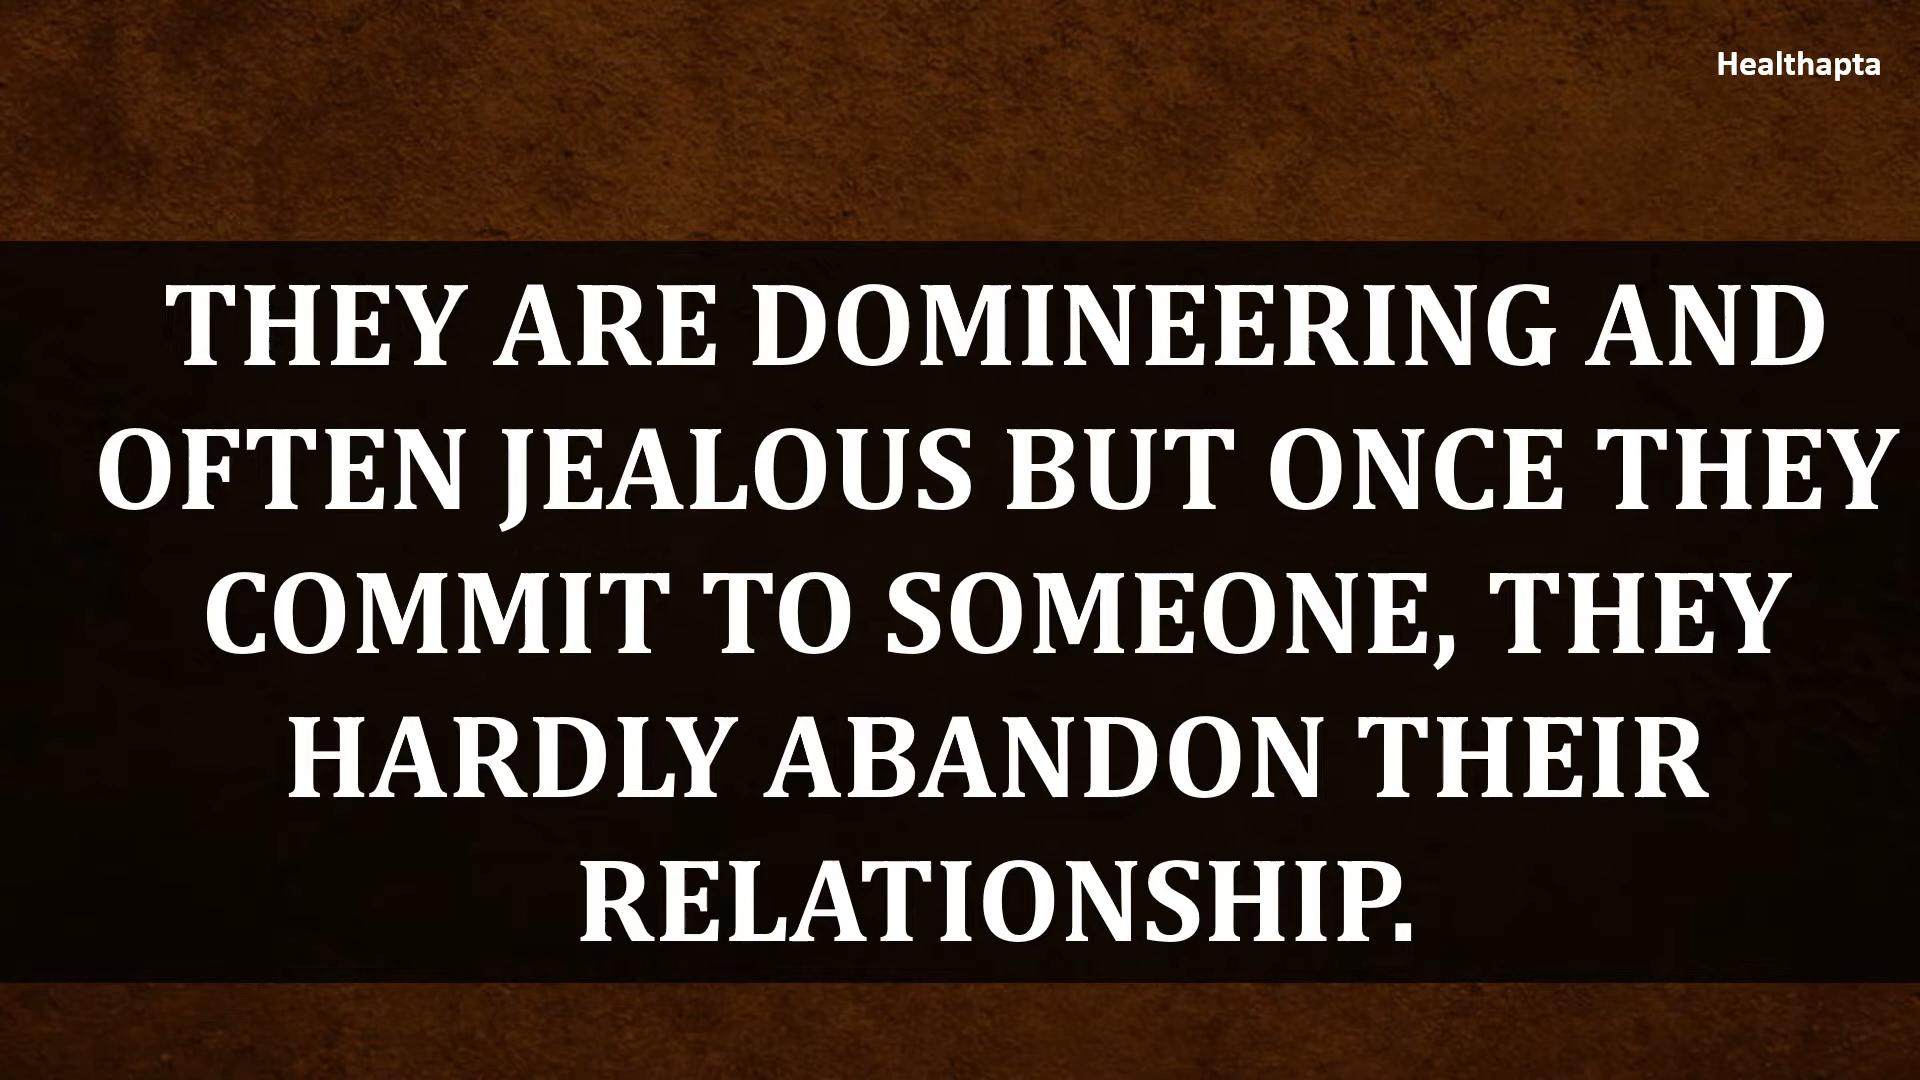 Healthapta
THEY ARE DOMINEERING AND
OFTEN JEALOUS BUT ONCE THEY
COMMIT TO SOMEONE, THEY
HARDLY ABANDON THEIR
RELATIONSHIP.